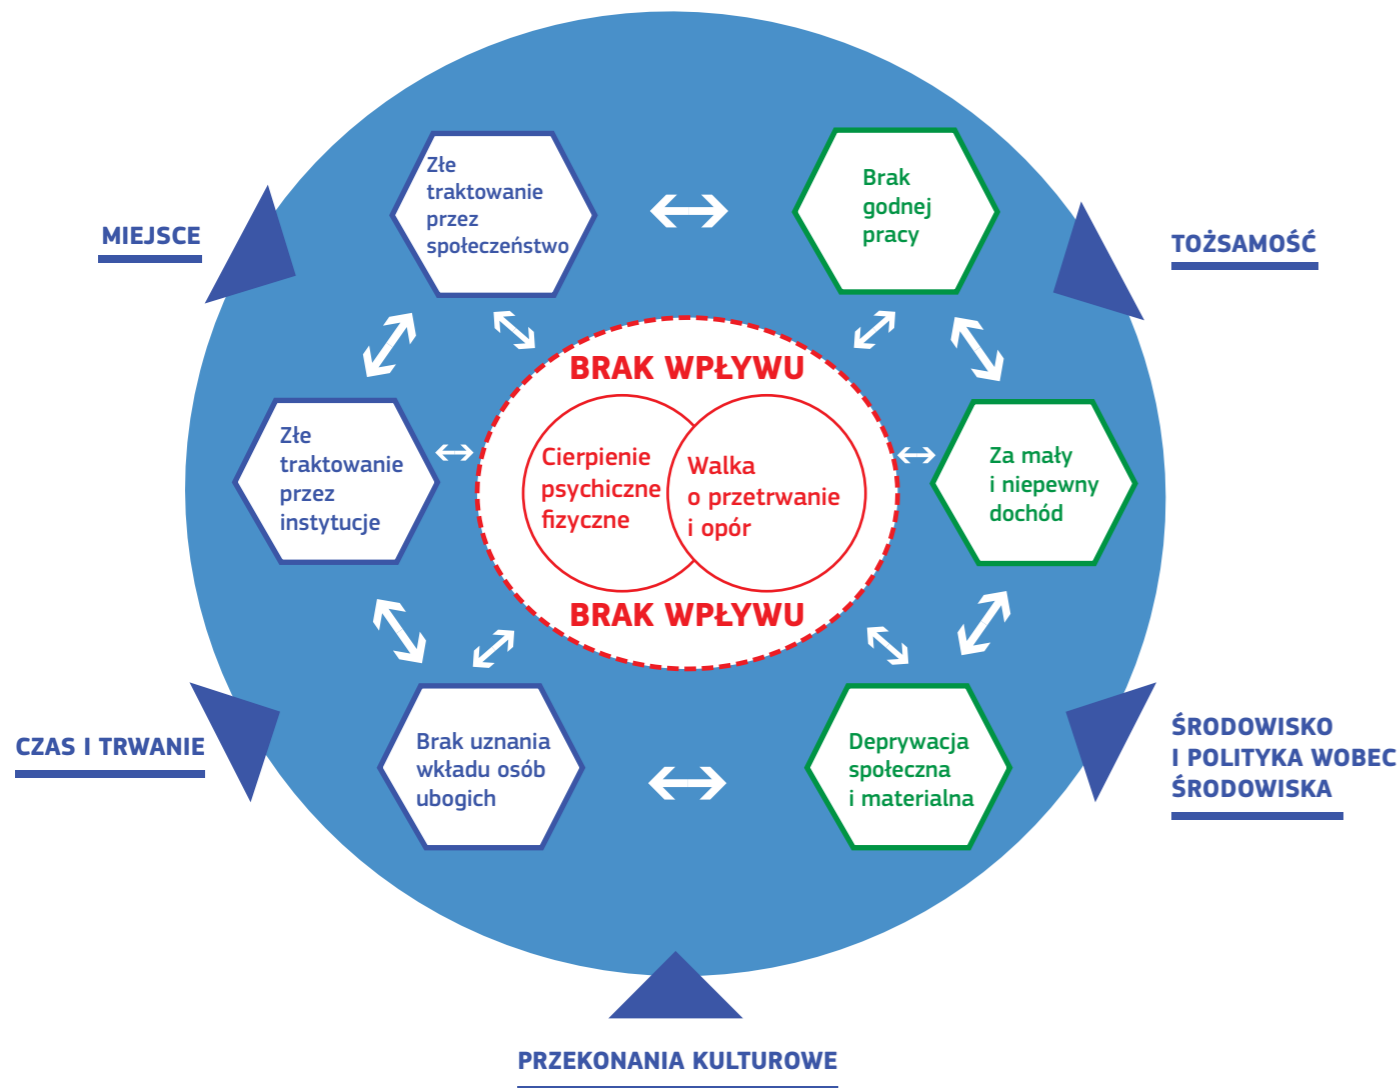 Złe
traktowanie
przez
społeczeństwo
Brak
godnej
pracy
MIEJSCE
TOŻSAMOŚĆ
BRAK WPŁYWU
Złe
traktowanie
przez
instytucje
Cierpienie
psychiczne
fizyczne
Walka
o przetrwanie
i opór
Za mały
i niepewny
dochód
BRAK WPŁYWU
CZAS I TRWANIE
Brak uznania
wkładu osób
ubogich
Deprywacja
społeczna
i materialna
ŚRODOWISKO
I POLITYKA WOBEC
ŚRODOWISKA
PRZEKONANIA KULTUROWE